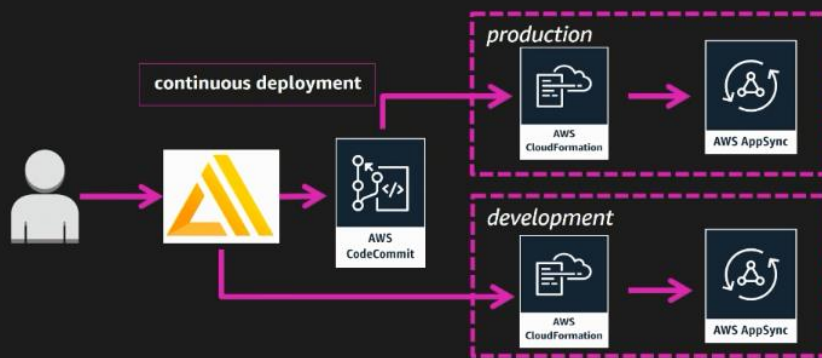 production
continuous deployment
AWS
CloudFormation
AWS AppSync
</>
AWS
CodeCommit
development
AWS
CloudFormation
AWS AppSync